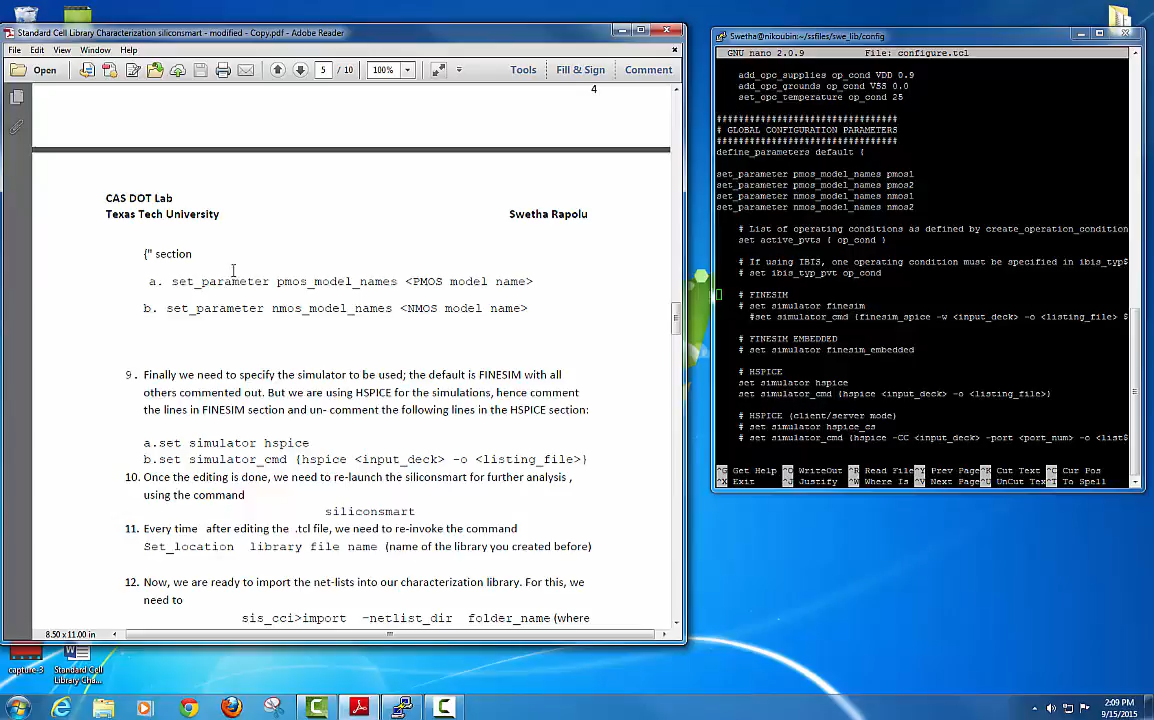 Start Standard Cell Library Characterization siliconsmart - modified - Copy.pdf - Adobe Reader
File Edit View Window Help
Open 5 / 10 100% Tools Fill & Sign Comment
4
CAS DOT Lab
Texas Tech University Swetha Rapolu
{" section
a. set_parameter pmos_model_names <PMOS model name>
b. set_parameter nmos_model_names <NMOS model name>
9 . Finally we need to specify the simulator to be used; the default is FINESIM with all
others commented out. But we are using HSPICE for the simulations, hence comment
the lines in FINESIM section and un- comment the following lines in the HSPICE section:
a.set simulator hspice
b.set simulator_cmd {hspice <input_deck> -o <listing_file>}
10. Once the editing is done, we need to re-launch the siliconsmart for further analysis ,
using the command
siliconsmart
11. Every time after editing the .tcl file, we need to re-invoke the command
Set_location library file name (name of the library you created before)
12. Now, we are ready to import the net-lists into our characterization library. For this, we
need to
sis_cci>import -netlist_dir folder_name (where
8.50 x 11.00 in
Swetha@nikoubin:~/ssfiles/swe_lib/config
GNU nano 2.0.9 File: configure.tcl
add_opc_supplies op_cond VDD 0.9
add_opc_grounds op_cond VSS 0.0
set_opc_temperature op_cond 25
#################################
# GLOBAL CONFIGURATION PARAMETERS
#################################
define_parameters default {
set_parameter pmos_model_names pmos1
set_parameter pmos_model_names pmos2
set_parameter nmos_model_names nmos1
set_parameter nmos_model_names nmos2
# List of operating conditions as defined by create_operation_condition
set active_pvts { op_cond }
# If using IBIS, one operating condition must be specified in ibis_typ$
# set ibis_typ_pvt op_cond
# FINESIM
# set simulator finesim
#set simulator_cmd {finesim_spice -w <input_deck> -o <listing_file> $
# FINESIM EMBEDDED
# set simulator finesim_embedded
# HSPICE
set simulator hspice
set simulator_cmd {hspice <input_deck> -o <listing_file>}
# HSPICE (client/server mode)
# set simulator hspice_cs
# set simulator_cmd {hspice -CC <input_deck> -port <port_num> -o <list$
^G Get Help ^O WriteOut ^R Read File ^Y Prev Page ^K Cut Text ^C Cur Pos
^X Exit ^J Justify ^W Where Is ^V Next Page ^U UnCut Text ^T To Spell
capture-3
Standard Cell
Library Cha...
2:09 PM
9/15/2015